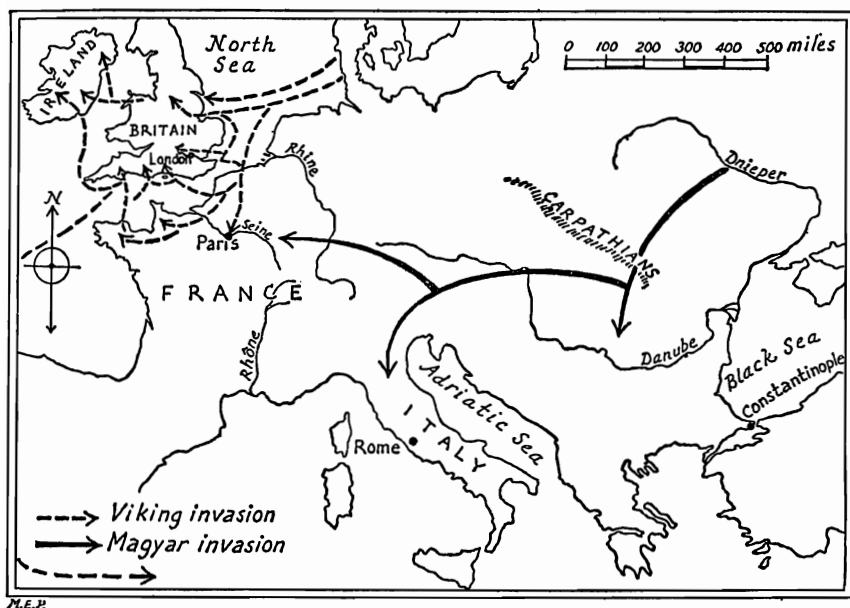 North
Sea
miles
0 100 200 300 400 500
IRELAND
BRITAIN
London
Rhine
Dnieper
CARPATHIANS
N
Seine
Paris
FRANCE
Rhône
Danube
Black Sea
Constantinople
Adriatic Sea
ITALY
Rome
Viking invasion
Magyar invasion
M.E.P.